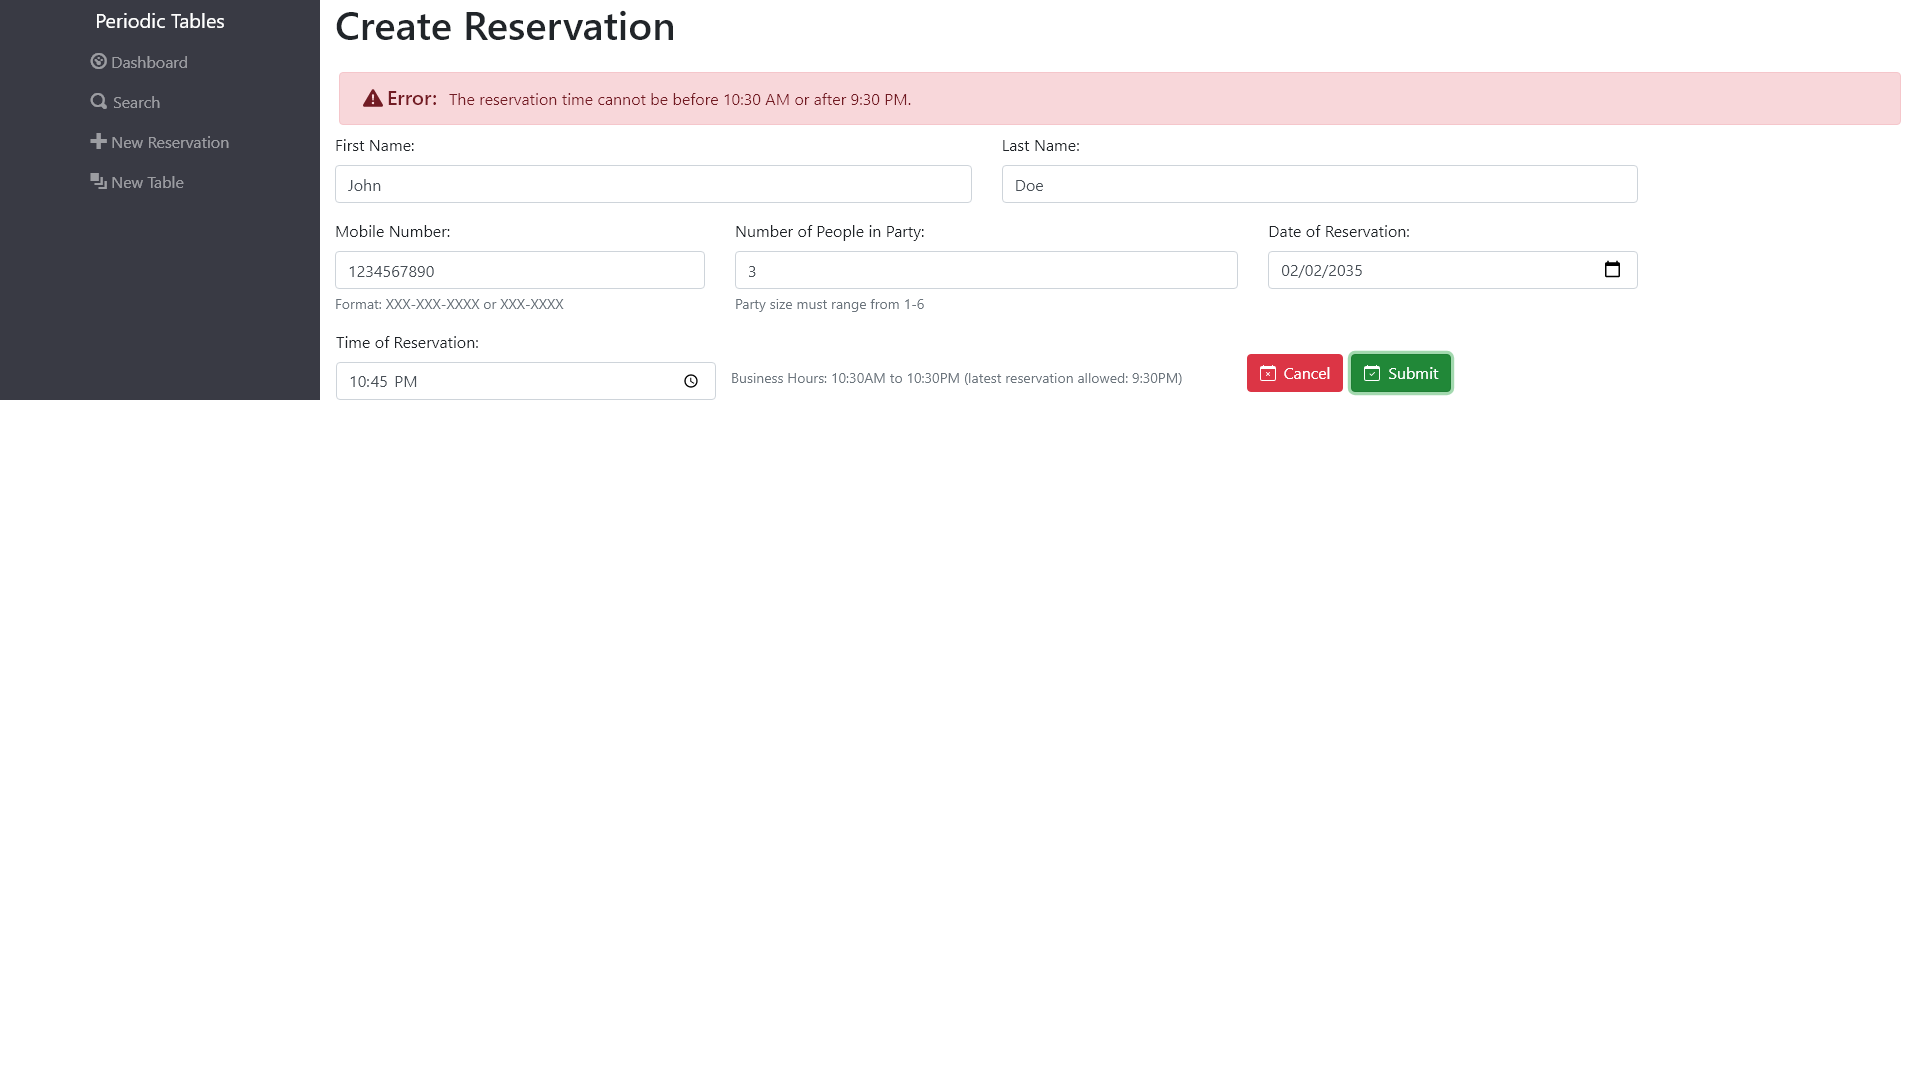 Periodic Tables
Dashboard
Search
New Reservation
New Table
Create Reservation
Error: The reservation time cannot be before 10:30 AM or after 9:30 PM.
First Name:
Last Name:
John
Doe
Mobile Number:
Number of People in Party:
Date of Reservation:
1234567890
3
02/02/2035
Format: XXX-XXX-XXXX or XXX-XXXX
Party size must range from 1-6
Time of Reservation:
10:45 PM
Business Hours: 10:30AM to 10:30PM (latest reservation allowed: 9:30PM)
Cancel
Submit